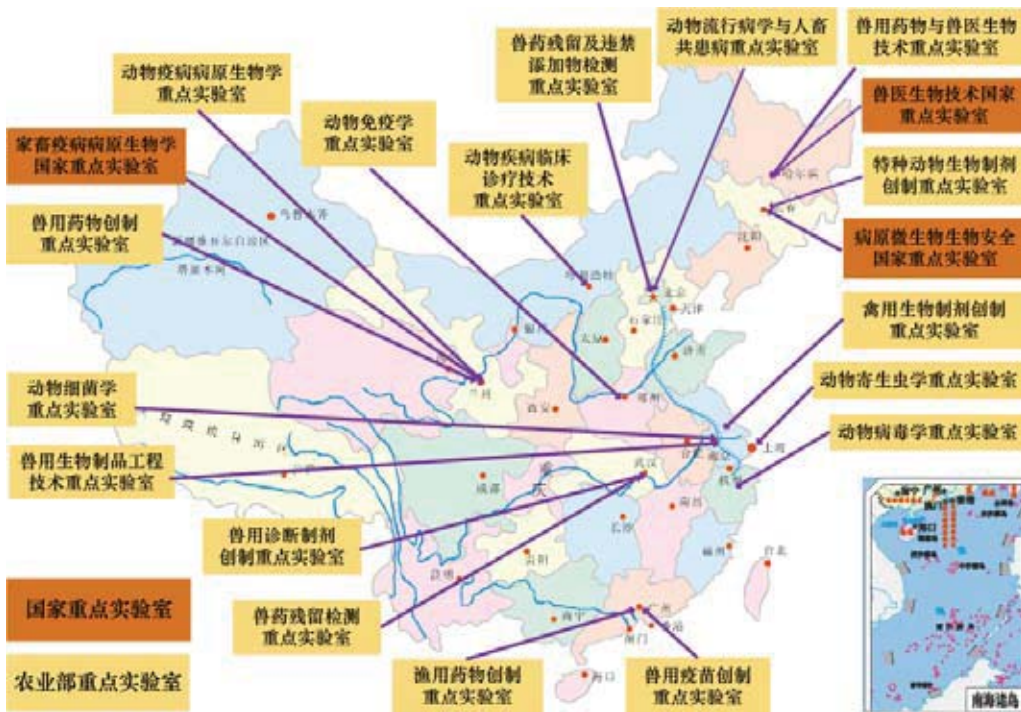 动物疫病病原生物学
重点实验室
家畜疫病病原生物学
国家重点实验室
兽用药物创制
重点实验室
动物免疫学
重点实验室
兽药残留及违禁
添加物检测
重点实验室
动物疾病临床
诊疗技术
重点实验室
动物流行病学与人畜
共患病重点实验室
兽用药物与兽医生物
技术重点实验室
兽医生物技术国家
重点实验室
特种动物生物制剂
创制重点实验室
病原微生物生物安全
国家重点实验室
禽用生物制剂创制
重点实验室
动物寄生虫学重点实验室
动物病毒学重点实验室
动物细菌学
重点实验室
兽用生物制品工程
技术重点实验室
兽用诊断制剂
创制重点实验室
兽药残留检测
重点实验室
渔用药物创制
重点实验室
兽用疫苗创制
重点实验室
国家重点实验室
农业部重点实验室
乌鲁木齐
哈尔滨
沈阳
呼和浩特
北京
天津
石家庄
太原
济南
银川
兰州
西安
郑州
合肥
南京
上海
杭州
武汉
成都
重庆
长沙
南昌
贵阳
昆明
福州
台北
南宁
广州
香港
澳门
海口
南海诸岛